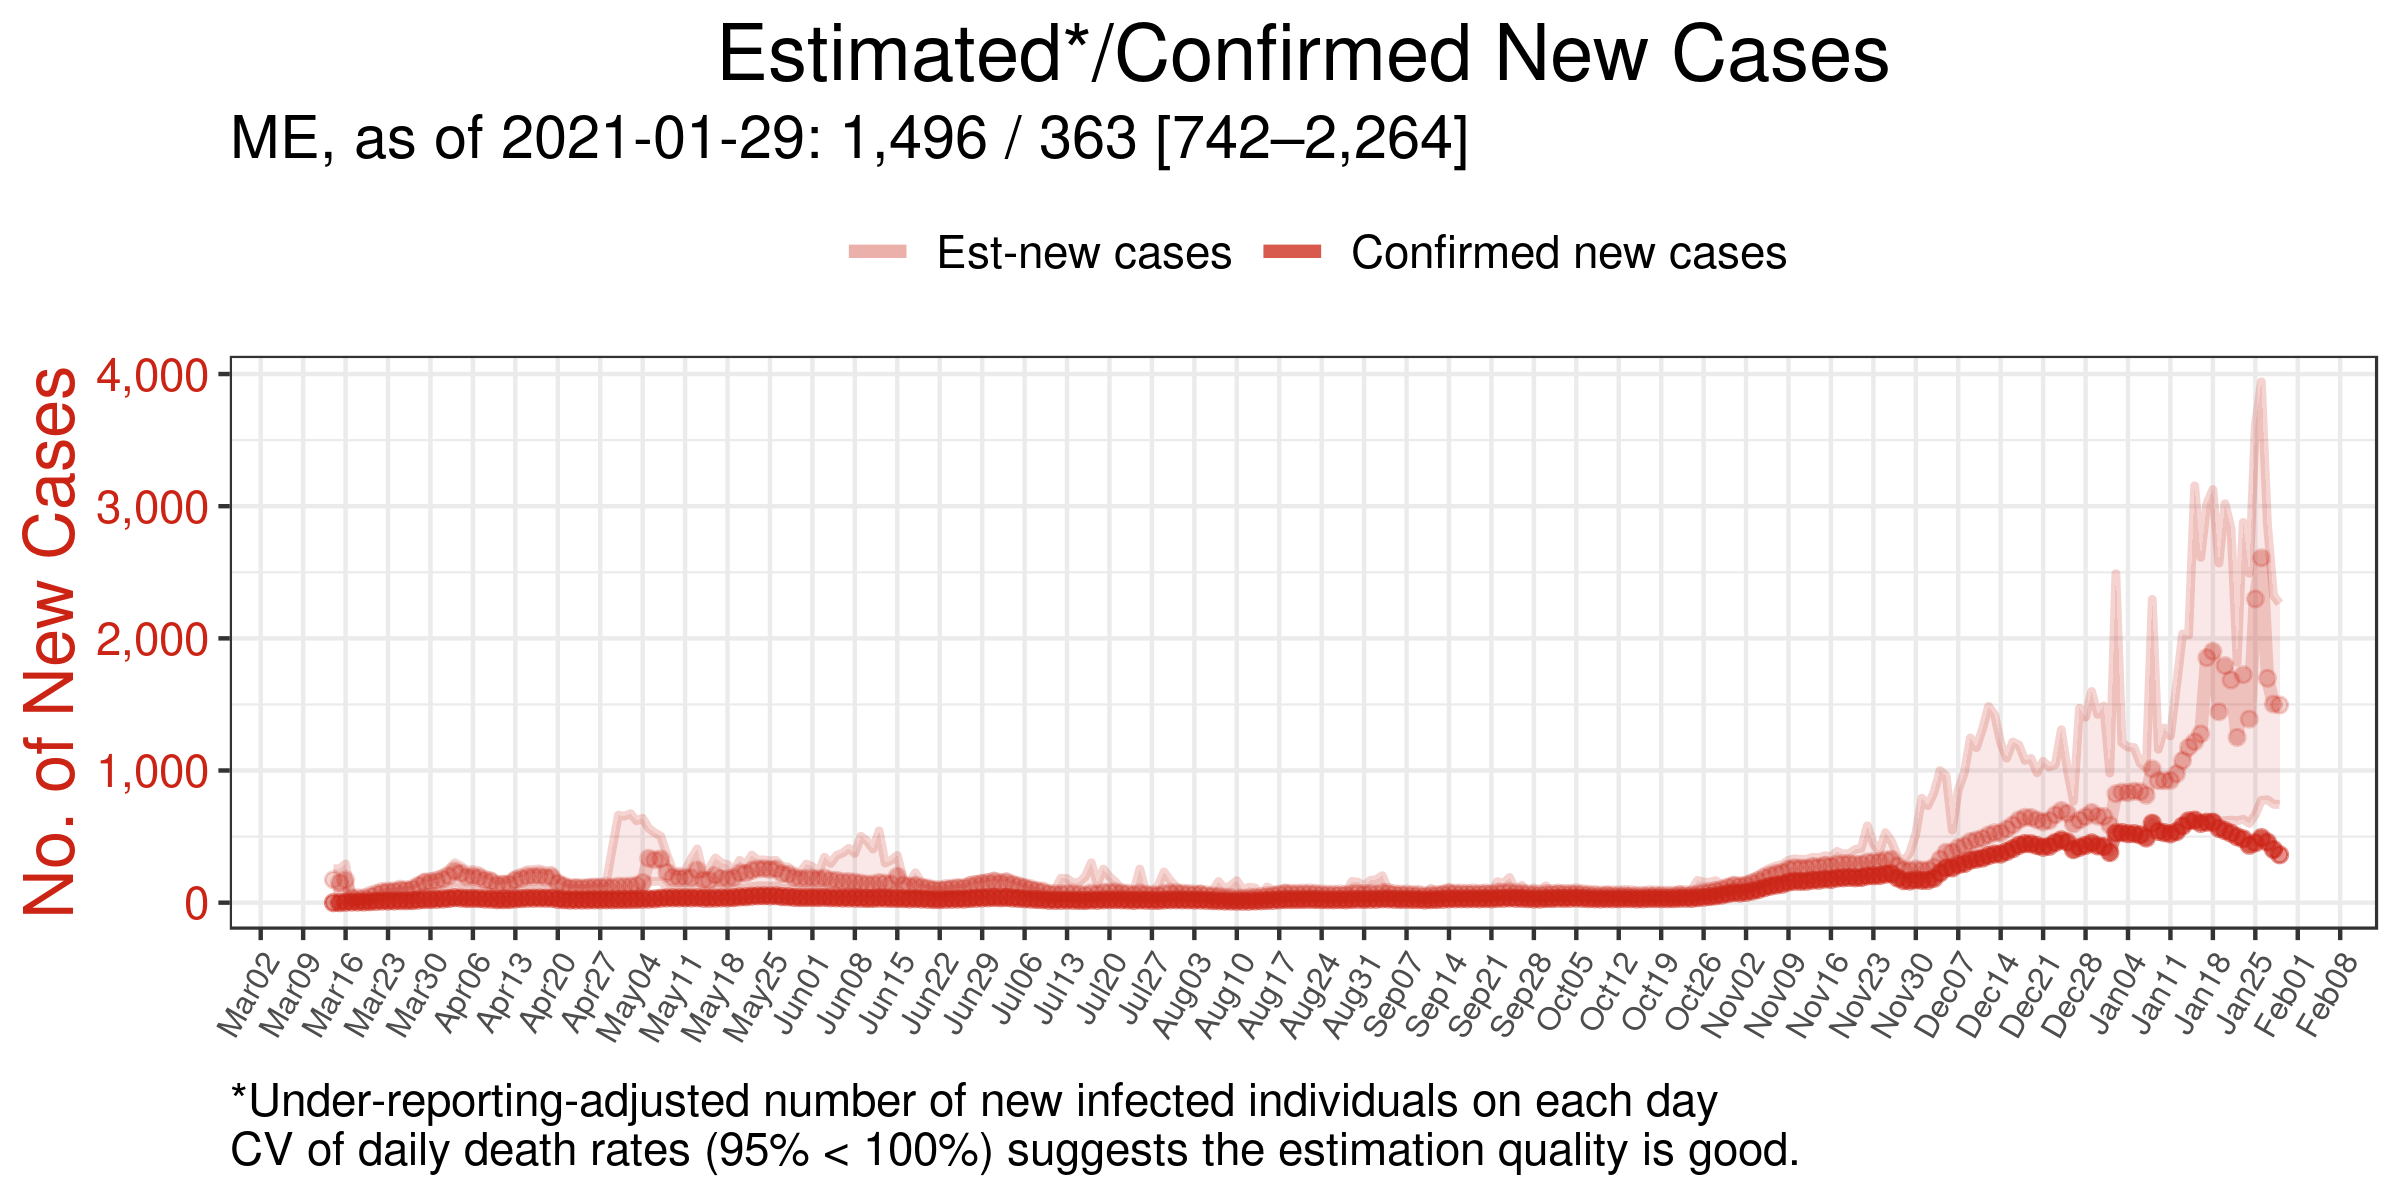 Estimated*/Confirmed New Cases
ME, as of 2021-01-29: 1,496 / 363 [742–2,264]
Est-new cases Confirmed new cases
No. of New Cases
4,000
3,000
2,000
1,000
0
Mar02 Mar09 Mar16 Mar23 Mar30 Apr06 Apr13 Apr20 Apr27 May04 May11 May18 May25 Jun01 Jun08 Jun15 Jun22 Jun29 Jul06 Jul13 Jul20 Jul27 Aug03 Aug10 Aug17 Aug24 Aug31 Sep07 Sep14 Sep21 Sep28 Oct05 Oct12 Oct19 Oct26 Nov02 Nov09 Nov16 Nov23 Nov30 Dec07 Dec14 Dec21 Dec28 Jan04 Jan11 Jan18 Jan25 Feb01 Feb08
*Under-reporting-adjusted number of new infected individuals on each day
CV of daily death rates (95% < 100%) suggests the estimation quality is good.